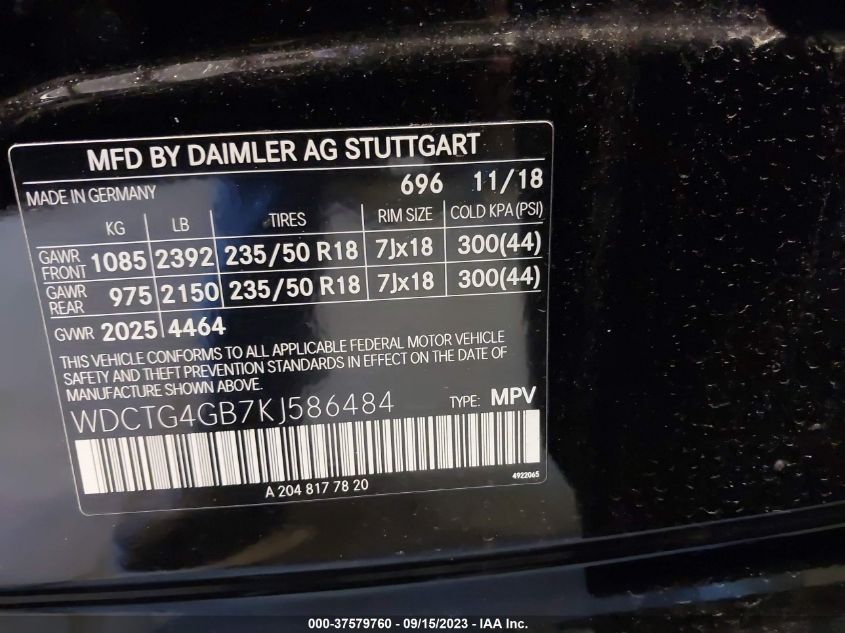 MFD BY DAIMLER AG STUTTGART
MADE IN GERMANY 696 11/18
KG LB TIRES RIM SIZE COLD KPA (PSI)
GAWR FRONT 1085 2392 235/50 R18 7Jx18 300(44)
GAWR REAR 975 2150 235/50 R18 7Jx18 300(44)
GVWR 2025 4464
THIS VEHICLE CONFORMS TO ALL APPLICABLE FEDERAL MOTOR VEHICLE
SAFETY AND THEFT PREVENTION STANDARDS IN EFFECT ON THE DATE OF
MANUFACTURE SHOWN ABOVE.
WDCTG4GB7KJ586484 TYPE: MPV
A 204 817 78 20 4922065
000-37579760 - 09/15/2023 - IAA Inc.